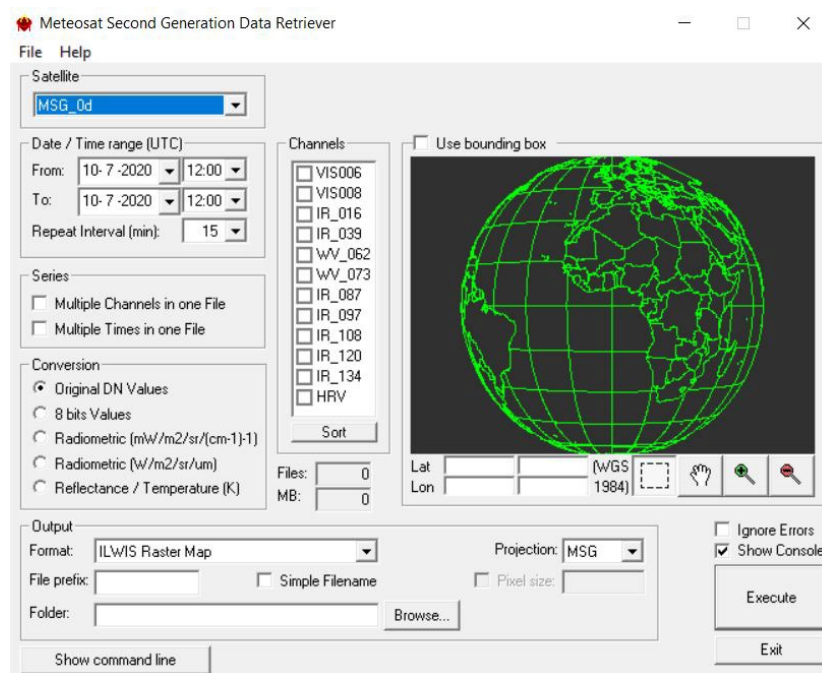 Meteosat Second Generation Data Retriever
File Help
Satellite
MSG_0d
Date / Time range (UTC)
From: 10- 7 -2020 12:00
To: 10- 7 -2020 12:00
Repeat Interval (min): 15
Series
Multiple Channels in one File
Multiple Times in one File
Conversion
Original DN Values
8 bits Values
Radiometric (mW/m2/sr/(cm-1)-1)
Radiometric (W/m2/sr/um)
Reflectance / Temperature (K)
Channels
VIS006
VIS008
IR_016
IR_039
WV_062
WV_073
IR_087
IR_097
IR_108
IR_120
IR_134
HRV
Sort
Files: 0
MB: 0
Use bounding box
Lat
Lon
(WGS
1984)
Output
Format: ILWIS Raster Map
Projection: MSG
File prefix:
Simple Filename
Pixel size:
Folder:
Browse...
Ignore Errors
Show Console
Execute
Exit
Show command line